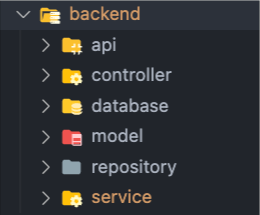 backend
api
controller
database
model
repository
service